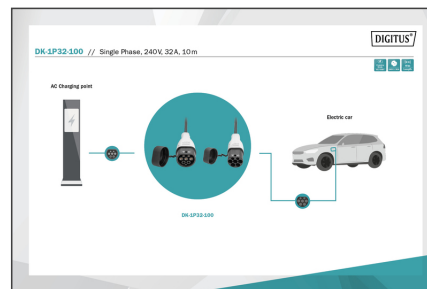 DIGITUS®
DK-1P32-100 // Single Phase, 240V, 32A, 10m
AC Charging point
Electric car
DK-1P32-100